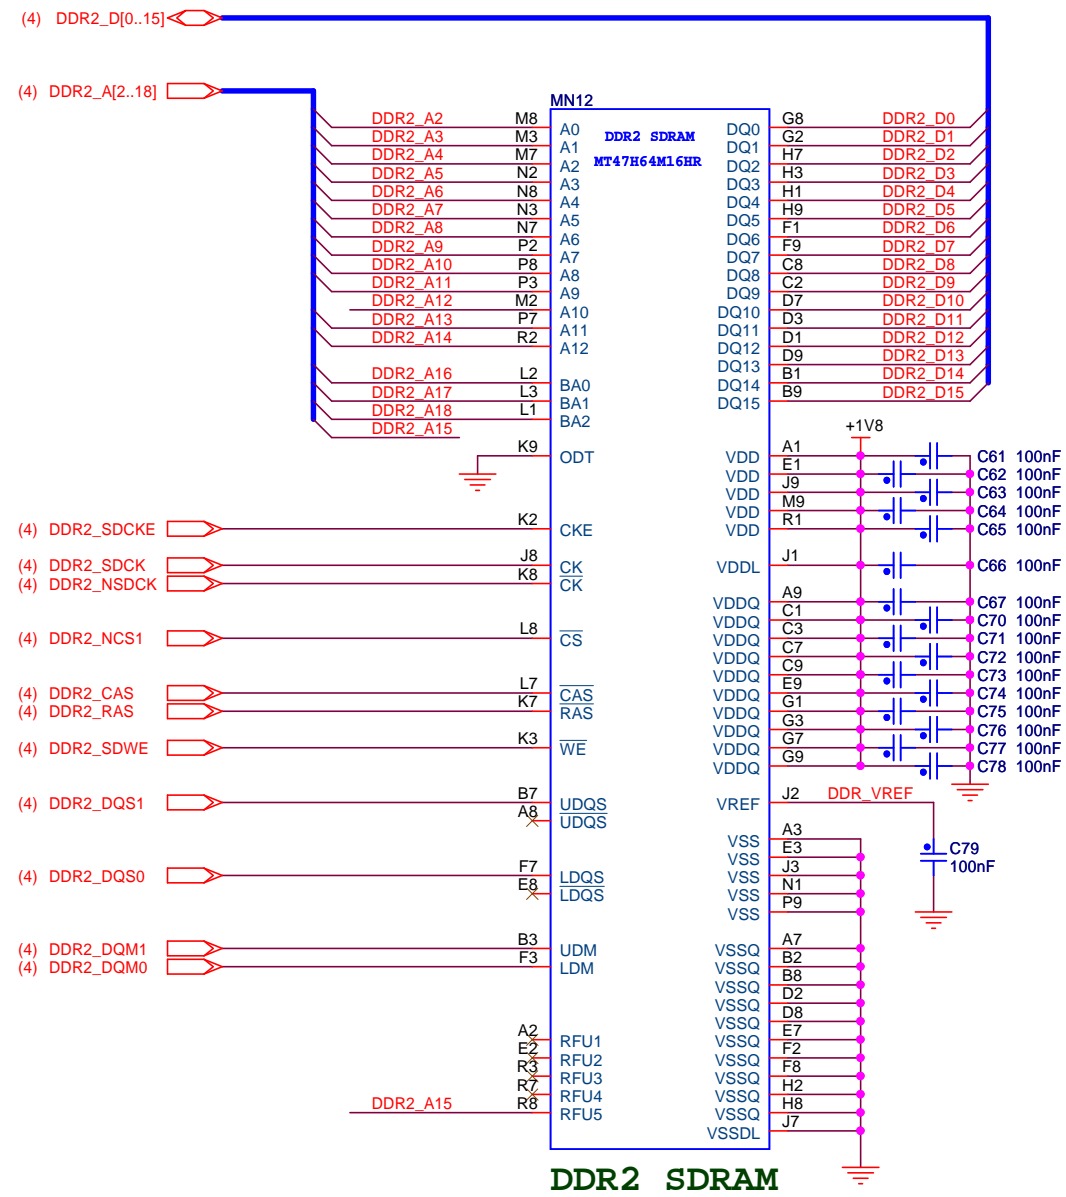 (4) DDR2_D[0..15]
(4) DDR2_A[2..18]
MN12
DDR2 SDRAM
MT47H64M16HR
DDR2_A2 M8 A0
DDR2_A3 M3 A1
DDR2_A4 M7 A2
DDR2_A5 N2 A3
DDR2_A6 N8 A4
DDR2_A7 N3 A5
DDR2_A8 N7 A6
DDR2_A9 P2 A7
DDR2_A10 P8 A8
DDR2_A11 P3 A9
DDR2_A12 M2 A10
DDR2_A13 P7 A11
DDR2_A14 R2 A12
DDR2_A16 L2 BA0
DDR2_A17 L3 BA1
DDR2_A18 L1 BA2
DDR2_A15
K9 ODT
(4) DDR2_SDCKE K2 CKE
(4) DDR2_SDCK J8 CK
(4) DDR2_NSDCK K8 CK
(4) DDR2_NCS1 L8 CS
(4) DDR2_CAS L7 CAS
(4) DDR2_RAS K7 RAS
(4) DDR2_SDWE K3 WE
(4) DDR2_DQS1 B7 UDQS
A8 UDQS
(4) DDR2_DQS0 F7 LDQS
E8 LDQS
(4) DDR2_DQM1 B3 UDM
(4) DDR2_DQM0 F3 LDM
A2 RFU1
E2 RFU2
R3 RFU3
R7 RFU4
DDR2_A15 R8 RFU5
DQ0 G8 DDR2_D0
DQ1 G2 DDR2_D1
DQ2 H7 DDR2_D2
DQ3 H3 DDR2_D3
DQ4 H1 DDR2_D4
DQ5 H9 DDR2_D5
DQ6 F1 DDR2_D6
DQ7 F9 DDR2_D7
DQ8 C8 DDR2_D8
DQ9 C2 DDR2_D9
DQ10 D7 DDR2_D10
DQ11 D3 DDR2_D11
DQ12 D1 DDR2_D12
DQ13 D9 DDR2_D13
DQ14 B1 DDR2_D14
DQ15 B9 DDR2_D15
+1V8
VDD A1 C61 100nF
VDD E1 C62 100nF
VDD J9 C63 100nF
VDD M9 C64 100nF
VDD R1 C65 100nF
VDDL J1 C66 100nF
VDDQ A9 C67 100nF
VDDQ C1 C70 100nF
VDDQ C3 C71 100nF
VDDQ C7 C72 100nF
VDDQ C9 C73 100nF
VDDQ E9 C74 100nF
VDDQ G1 C75 100nF
VDDQ G3 C76 100nF
VDDQ G7 C77 100nF
VDDQ G9 C78 100nF
VREF J2 DDR_VREF
C79
100nF
VSS A3
VSS E3
VSS J3
VSS N1
VSS P9
VSSQ A7
VSSQ B2
VSSQ B8
VSSQ D2
VSSQ D8
VSSQ E7
VSSQ F2
VSSQ F8
VSSQ H2
VSSQ H8
VSSDL J7
DDR2 SDRAM